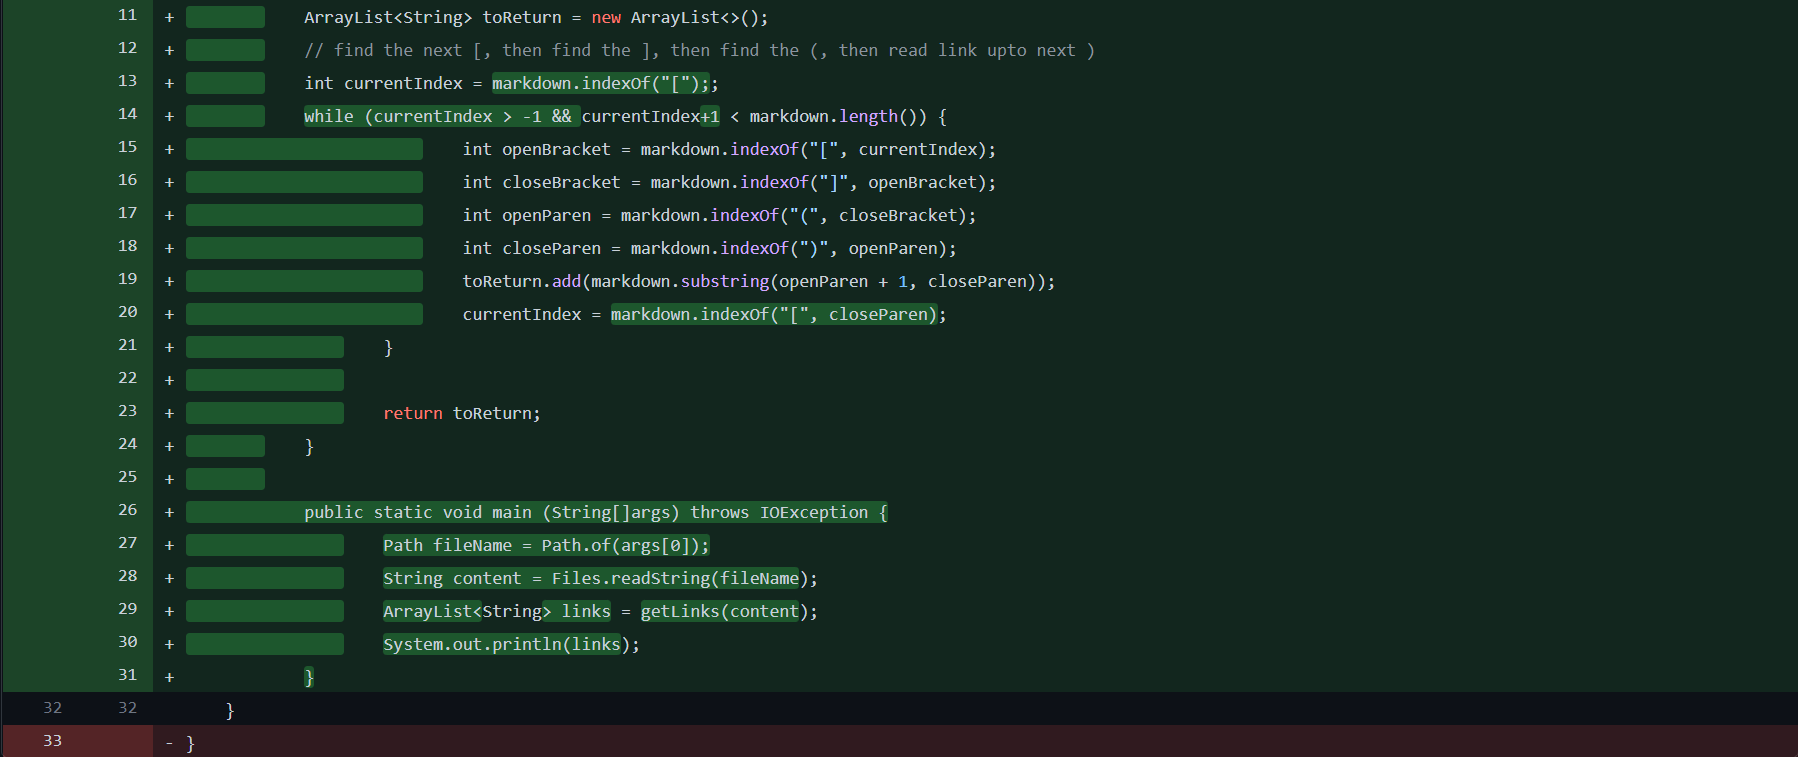 11 + ArrayList<String> toReturn = new ArrayList<>();
12 + // find the next [, then find the ], then find the (, then read link upto next )
13 + int currentIndex = markdown.indexOf("[");;
14 + while (currentIndex > -1 && currentIndex+1 < markdown.length()) {
15 + int openBracket = markdown.indexOf("[", currentIndex);
16 + int closeBracket = markdown.indexOf("]", openBracket);
17 + int openParen = markdown.indexOf("(", closeBracket);
18 + int closeParen = markdown.indexOf(")", openParen);
19 + toReturn.add(markdown.substring(openParen + 1, closeParen));
20 + currentIndex = markdown.indexOf("[", closeParen);
21 + }
22 +
23 + return toReturn;
24 + }
25 +
26 + public static void main (String[]args) throws IOException {
27 + Path fileName = Path.of(args[0]);
28 + String content = Files.readString(fileName);
29 + ArrayList<String> links = getLinks(content);
30 + System.out.println(links);
31 + }
32 32 }
33 - }